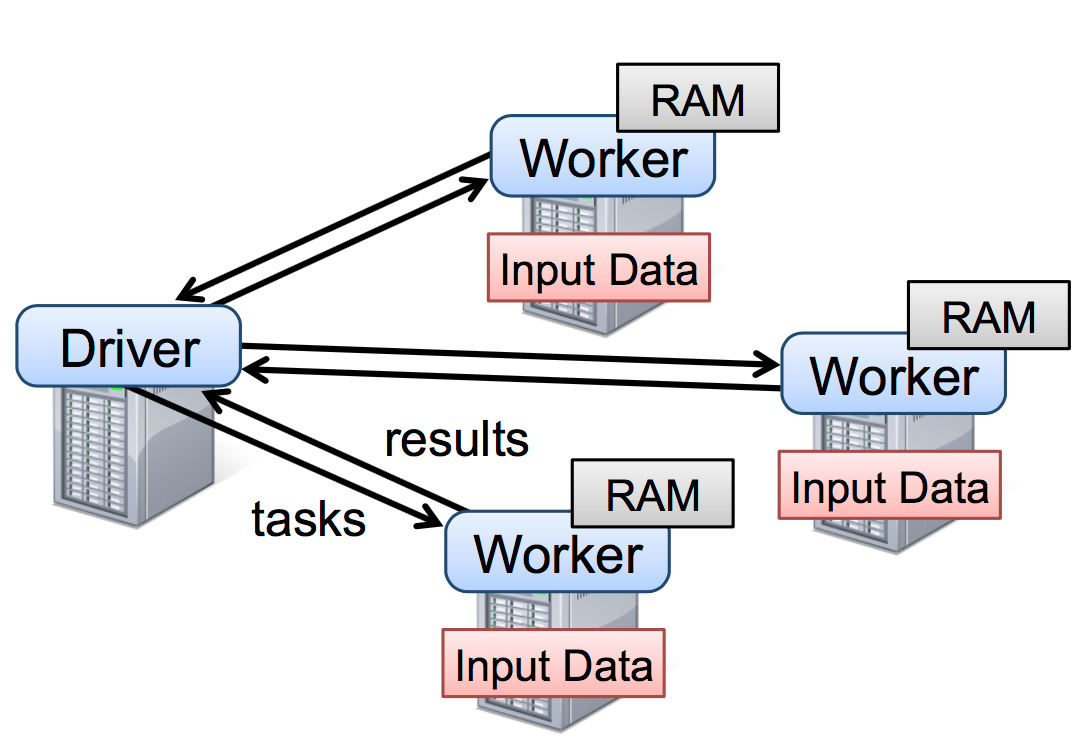 RAM
Worker
Input Data
RAM
Driver
Worker
results
Input Data
RAM
tasks
Worker
Input Data